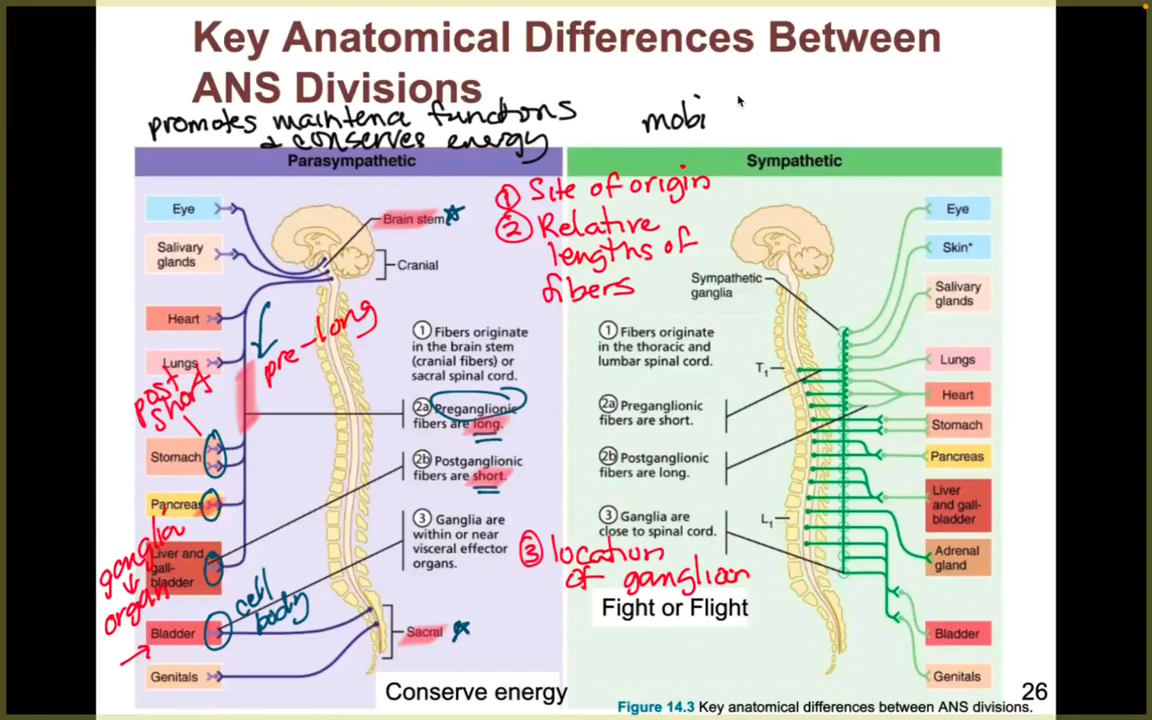 Key Anatomical Differences Between
ANS Divisions
promotes maintena functions
& conserves energy
mobi
Parasympathetic
Eye
Salivary
glands
Heart
Lungs
Stomach
Pancreas
Liver and
gall-
bladder
Bladder
Genitals
Brain stem
Cranial
① Fibers originate
in the brain stem
(cranial fibers) or
sacral spinal cord.
2a Preganglionic
fibers are long.
2b Postganglionic
fibers are short.
③ Ganglia are
within or near
visceral effector
organs.
Sacral
pre-long
post
short
ganglia
organ
cell
body
Conserve energy
① Site of origin
② Relative
lengths of
fibers
③ location
of ganglion
Sympathetic
Sympathetic
ganglia
① Fibers originate
in the thoracic and
lumbar spinal cord.
T1
2a Preganglionic
fibers are short.
2b Postganglionic
fibers are long.
③ Ganglia are
close to spinal cord.
L1
Fight or Flight
Eye
Skin*
Salivary
glands
Lungs
Heart
Stomach
Pancreas
Liver
and gall-
bladder
Adrenal
gland
Bladder
Genitals
26
Figure 14.3 Key anatomical differences between ANS divisions.